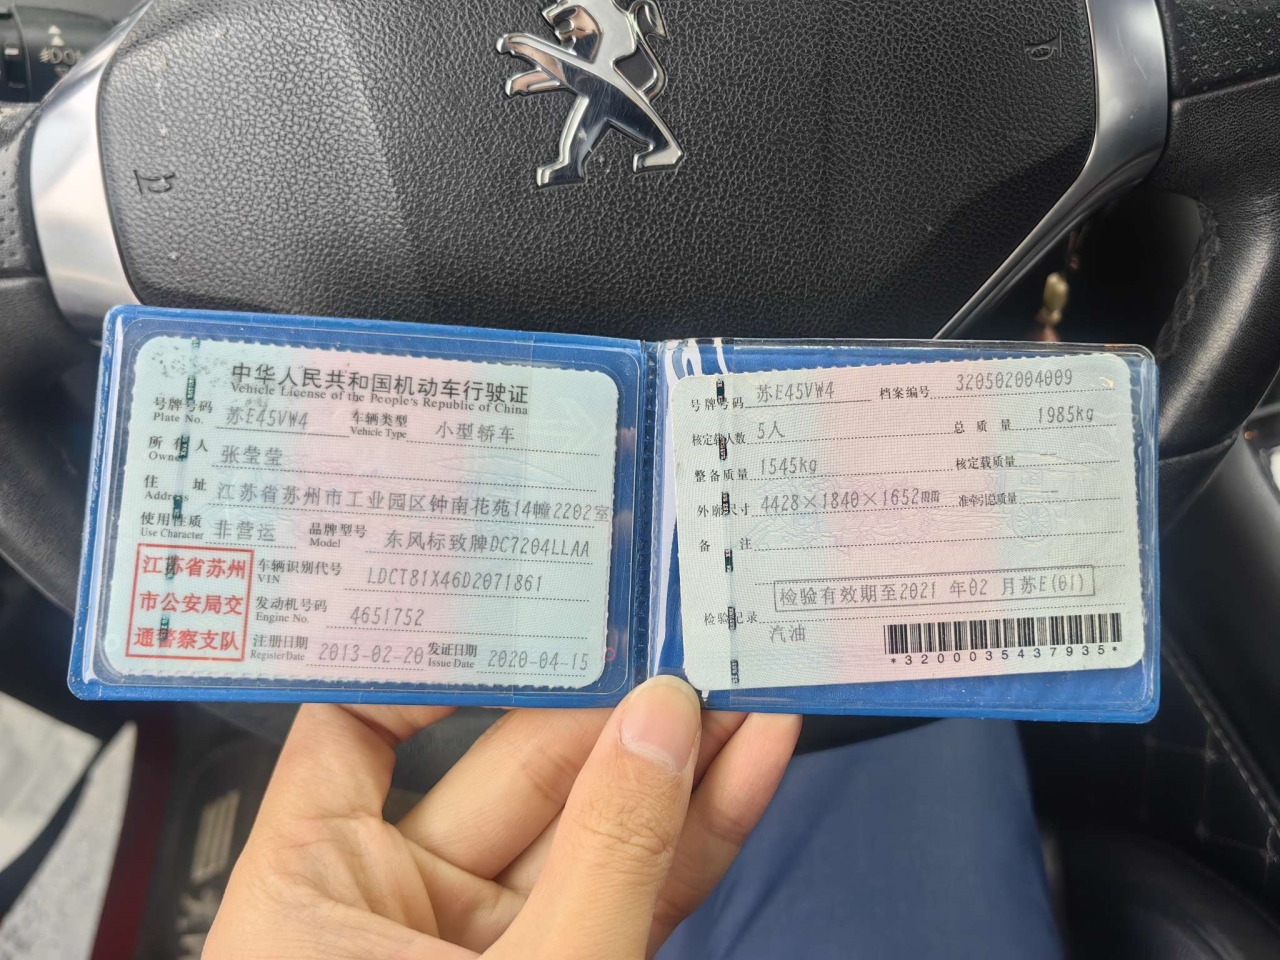 中华人民共和国机动车行驶证
Vehicle License of the People's Republic of China
号牌号码 苏E45VW4 车辆类型 小型轿车
Plate No. Vehicle Type
所有人 张莹莹
Owner
住址 江苏省苏州市工业园区钟南花苑14幢2202室
Address
使用性质 非营运 品牌型号 东风标致牌DC7204LLAA
Use Character Model
江苏省苏州
市公安局交
通警察支队
车辆识别代号 LDCT81X46D2071861
VIN
发动机号码 4651752
Engine No.
注册日期 2013-02-20 发证日期 2020-04-15
Register Date Issue Date
号牌号码 苏E45VW4 档案编号 320502004009
核定载人数 5人 总质量 1985kg
整备质量 1545kg 核定载质量 —
外廓尺寸 4428×1840×1652mm 准牵引总质量 —
备注
检验有效期至2021 年02 月苏E(01)
检验记录
汽油
*3200035437935*